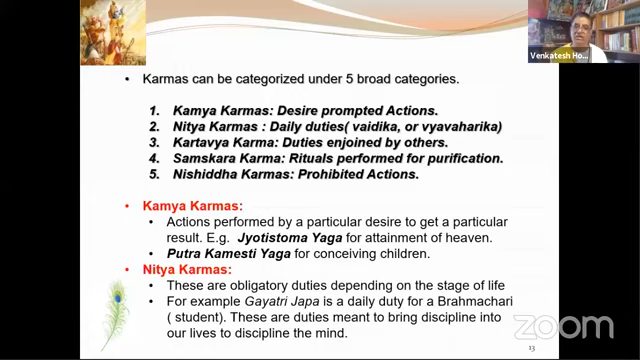 Venkatesh Ho...
• Karmas can be categorized under 5 broad categories.
1. Kamya Karmas: Desire prompted Actions.
2. Nitya Karmas : Daily duties( vaidika, or vyavaharika)
3. Kartavya Karma: Duties enjoined by others.
4. Samskara Karma: Rituals performed for purification.
5. Nishiddha Karmas: Prohibited Actions.
• Kamya Karmas:
• Actions performed by a particular desire to get a particular
result. E.g. Jyotistoma Yaga for attainment of heaven.
• Putra Kamesti Yaga for conceiving children.
• Nitya Karmas:
• These are obligatory duties depending on the stage of life
• For example Gayatri Japa is a daily duty for a Brahmachari
( student). These are duties meant to bring discipline into
our lives to discipline the mind.
zoom
13